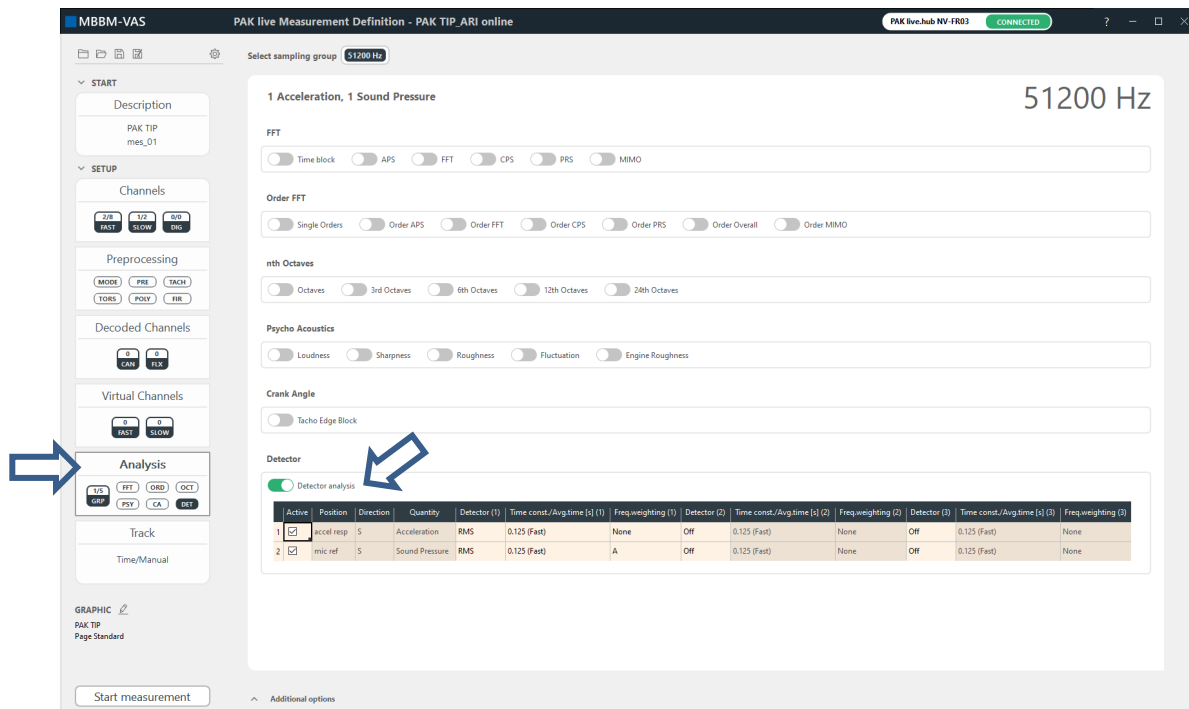 MBBM-VAS
PAK live Measurement Definition - PAK TIP_ARI online
PAK live.hub NV-FR03 CONNECTED
?
Select sampling group 51200 Hz
START
Description
PAK TIP
mes_01
SETUP
Channels
2/8 1/2 0/0
FAST SLOW DIG
Preprocessing
MODE PRE TACH
TORS POLY FIR
Decoded Channels
0 0
CAN FLX
Virtual Channels
0 0
FAST SLOW
Analysis
1/5 FFT ORD OCT
GRP PSY CA DET
Track
Time/Manual
GRAPHIC
PAK TIP
Page Standard
Start measurement
1 Acceleration, 1 Sound Pressure
51200 Hz
FFT
Time block APS FFT CPS PRS MIMO
Order FFT
Single Orders Order APS Order FFT Order CPS Order PRS Order Overall Order MIMO
nth Octaves
Octaves 3rd Octaves 6th Octaves 12th Octaves 24th Octaves
Psycho Acoustics
Loudness Sharpness Roughness Fluctuation Engine Roughness
Crank Angle
Tacho Edge Block
Detector
Detector analysis
Active Position Direction Quantity Detector (1) Time const./Avg.time [s] (1) Freq.weighting (1) Detector (2) Time const./Avg.time [s] (2) Freq.weighting (2) Detector (3) Time const./Avg.time [s] (3) Freq.weighting (3)
1 accel resp S Acceleration RMS 0.125 (Fast) None Off 0.125 (Fast) None Off 0.125 (Fast) None
2 mic ref S Sound Pressure RMS 0.125 (Fast) A Off 0.125 (Fast) None Off 0.125 (Fast) None
Additional options